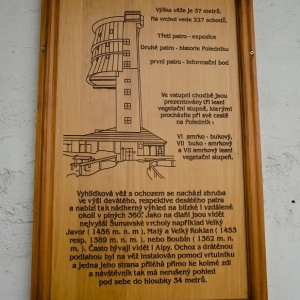 Výška věže je 37 metrů.
Na vrchol vede 227 schodů.
Třetí patro - expozice
Druhé patro - historie Poledníku
první patro - informační bod
Ve vstupní chodbě jsou
prezentovány tři lesní
vegetační stupně, kterými
procházíte při své cestě
na Poledník :
VI smrko - bukový,
VII buko - smrkový
a VII smrkový lesní
vegetační stupeň.
Vyhlídková věž s ochozem se nachází zhruba
ve výši devátého, respektive desátého patra
a nabízí tak nádherný výhled na blízké i vzdálené
okolí v plných 360°. Jako na dlani jsou vidět
nejvyšší Šumavské vrcholy například Velký
Javor ( 1456 m. n. m ), Malý a Velký Roklan ( 1453
resp. 1389 m. n. m. ), nebo Boubín ( 1362 m. n.
m. ). Často bývají vidět i Alpy. Ochoz s drátěnou
podlahou byl na věž instalován pomocí vrtulníku
a jedna jeho strana přiléhá přímo ke kolmé zdi
a návštěvník tak má nerušený pohled
pod sebe do hloubky 34 metrů.